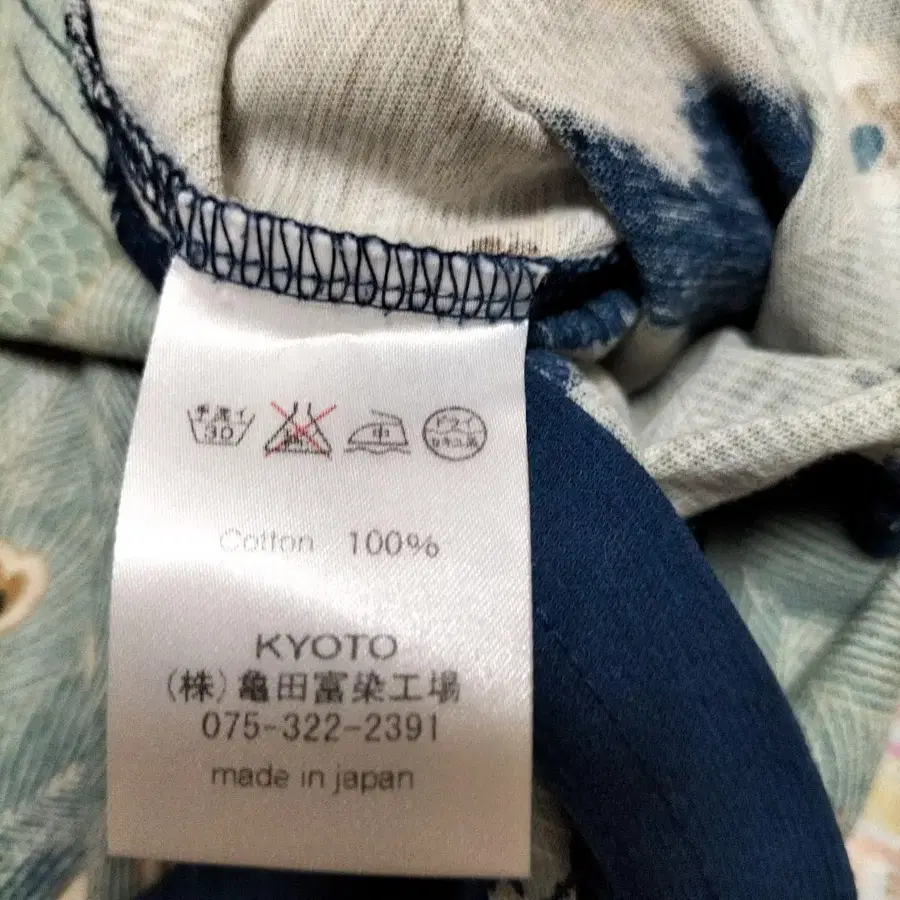 手洗イ 30 中 ドライ セキユ系
Cotton 100%
KYOTO
(株)亀田富染工場
075-322-2391
made in japan